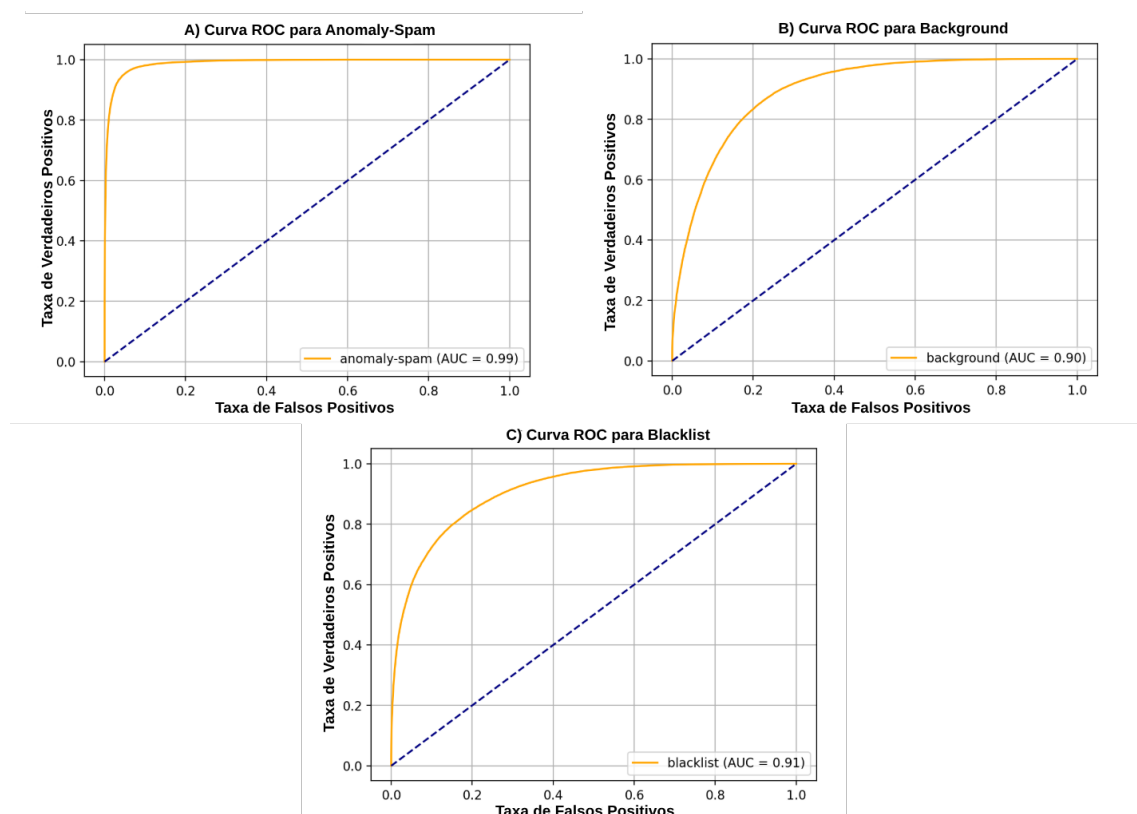 A) Curva ROC para Anomaly-Spam
Taxa de Verdadeiros Positivos
1.0
0.8
0.6
0.4
0.2
0.0
anomaly-spam (AUC = 0.99)
0.0 0.2 0.4 0.6 0.8 1.0
Taxa de Falsos Positivos
B) Curva ROC para Background
Taxa de Verdadeiros Positivos
1.0
0.8
0.6
0.4
0.2
0.0
background (AUC = 0.90)
0.0 0.2 0.4 0.6 0.8 1.0
Taxa de Falsos Positivos
C) Curva ROC para Blacklist
Taxa de Verdadeiros Positivos
1.0
0.8
0.6
0.4
0.2
0.0
blacklist (AUC = 0.91)
0.0 0.2 0.4 0.6 0.8 1.0
Taxa de Falsos Positivos